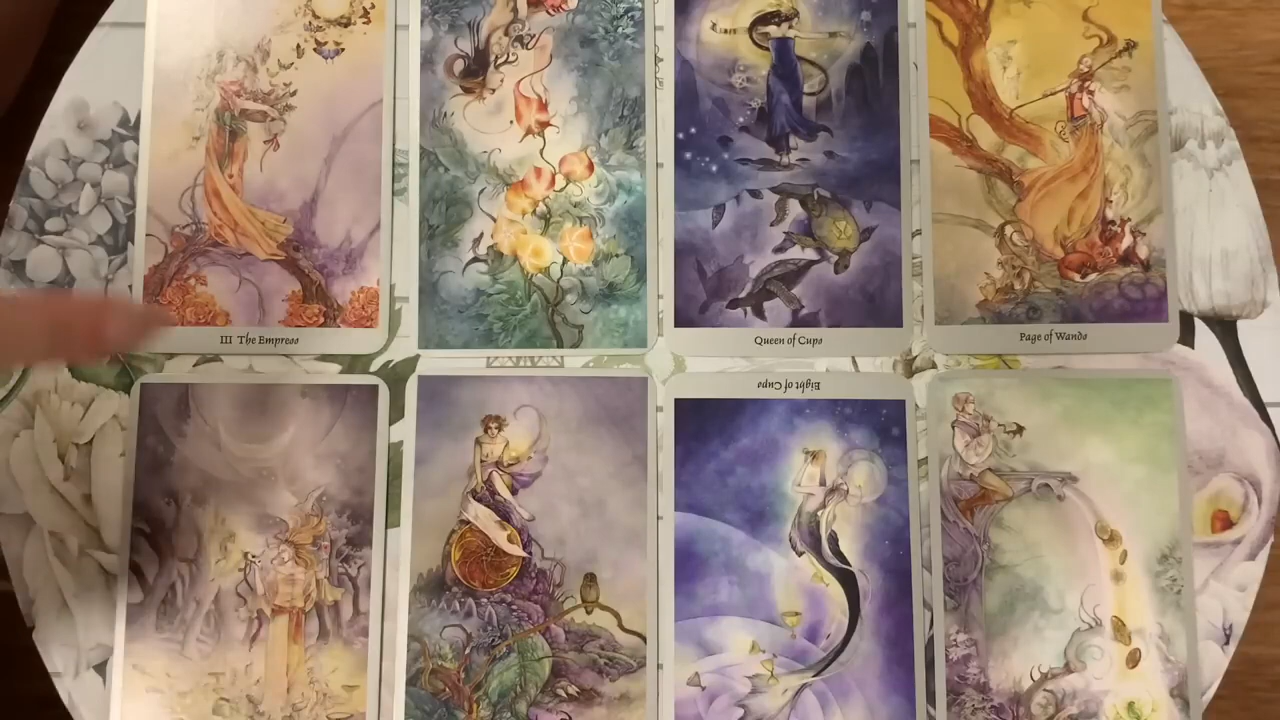 III The Empress
Queen of Cups
Page of Wands
Eight of Cups